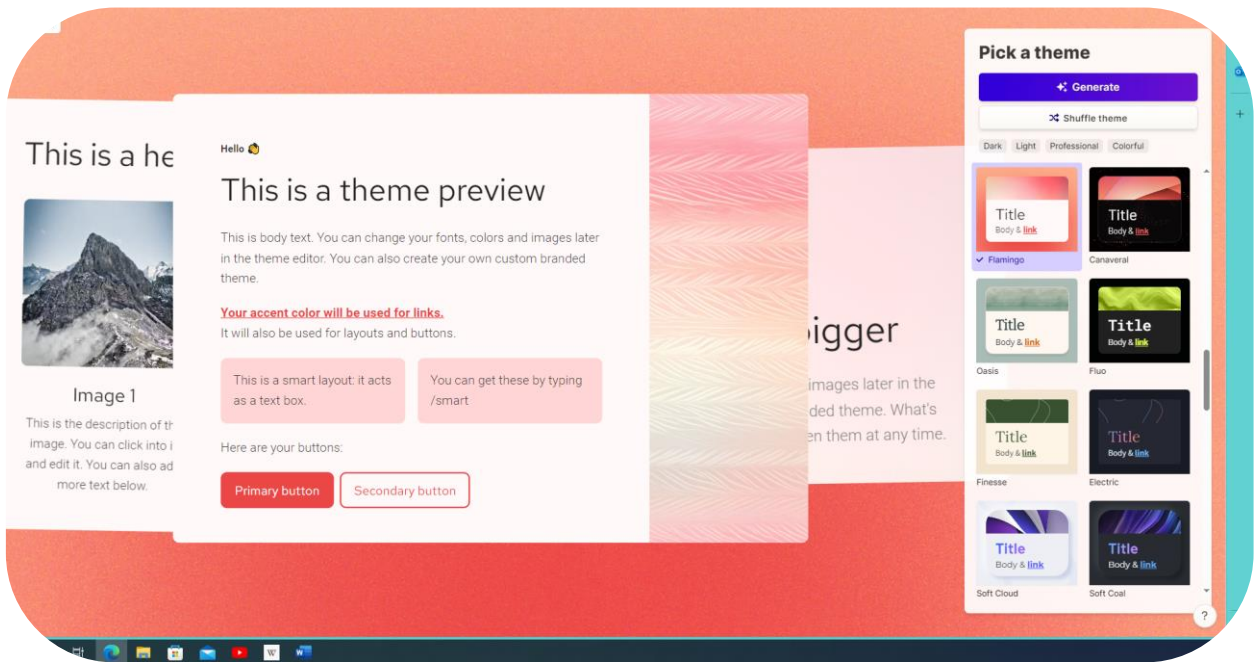 This is a he
Image 1
This is the description of th
image. You can click into i
and edit it. You can also ad
more text below.
Hello
This is a theme preview
This is body text. You can change your fonts, colors and images later
in the theme editor. You can also create your own custom branded
theme.
Your accent color will be used for links.
It will also be used for layouts and buttons.
This is a smart layout: it acts
as a text box.
You can get these by typing
/smart
Here are your buttons:
Primary button
Secondary button
bigger
images later in the
ded theme. What's
en them at any time.
Pick a theme
Generate
Shuffle theme
Dark Light Professional Colorful
Title
Body & link
Flamingo
Title
Body & link
Canaveral
Title
Body & link
Oasis
Title
Body & link
Fluo
Title
Body & link
Finesse
Title
Body & link
Electric
Title
Body & link
Soft Cloud
Title
Body & link
Soft Coal
?
W
W